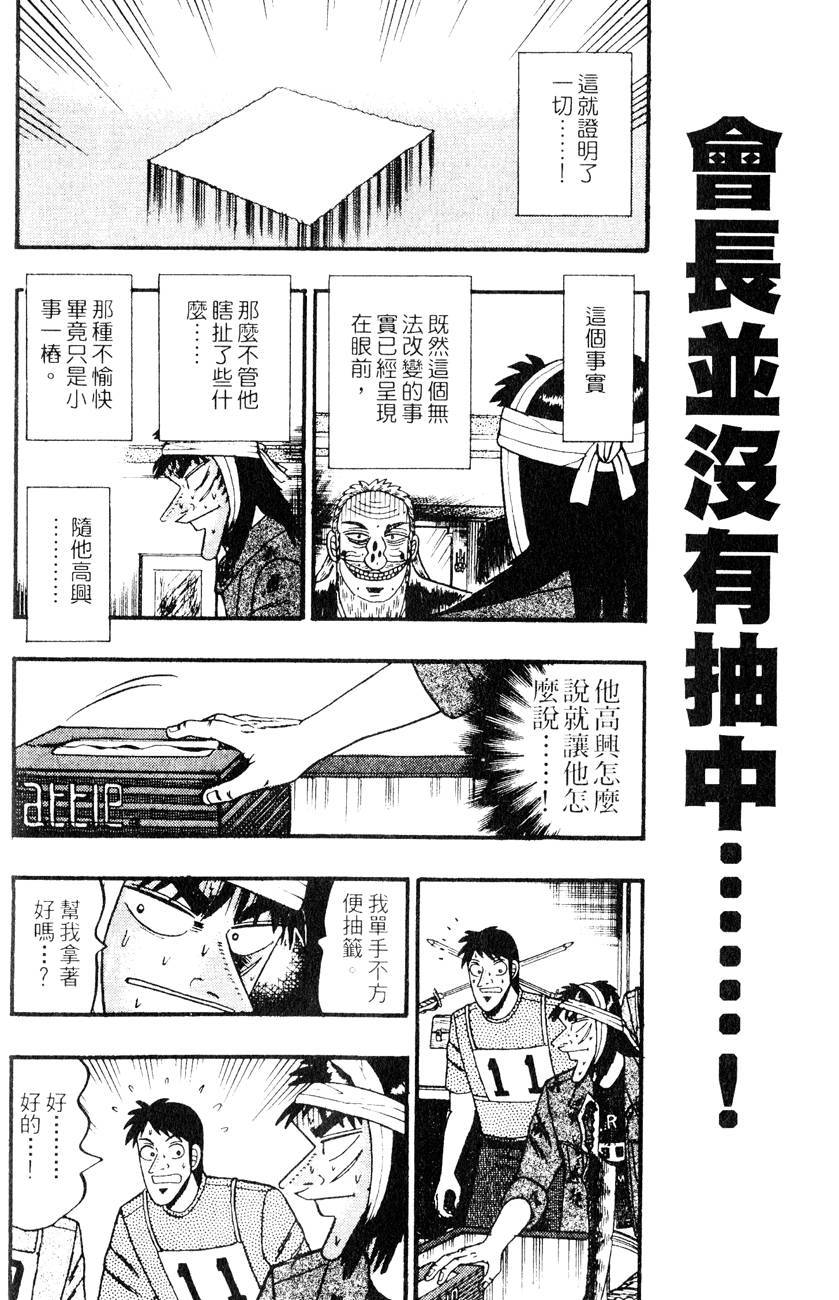 會長並沒有抽中……！
這就證明了
一切……！
這個事實
既然這個無
法改變的事
實已經呈現
在眼前，
那麼不管他
瞎扯了些什
麼……
那種不愉快
畢竟只是小
事一樁。
隨他高興
…………
他高興怎麼
說就讓他怎
麼說……！
attie
我單手不方
便抽籤。
幫我拿著
好嗎…？
11
R
好………
好的…！
11